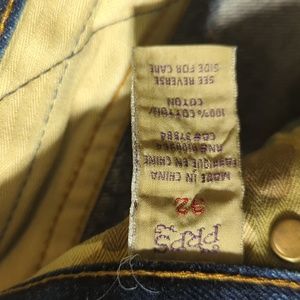 PRPS
32
MADE IN CHINA
FABRIQUE EN CHINE
100% COTTON/
COTON
SEE REVERSE
SIDE FOR CARE